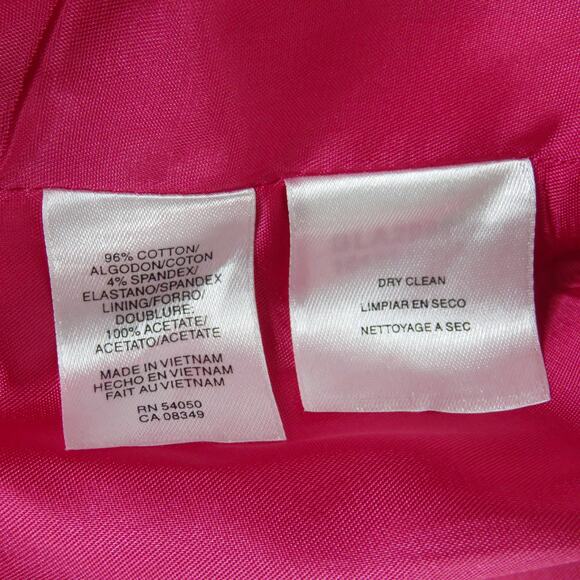 96% COTTON/
ALGODON/COTON
4% SPANDEX/
ELASTANO/SPANDEX
LINING/FORRO/
DOUBLURE:
100% ACETATE/
ACETATO/ACETATE
MADE IN VIETNAM
HECHO EN VIETNAM
FAIT AU VIETNAM
RN 54050
CA 08349
DRY CLEAN
LIMPIAR EN SECO
NETTOYAGE A SEC